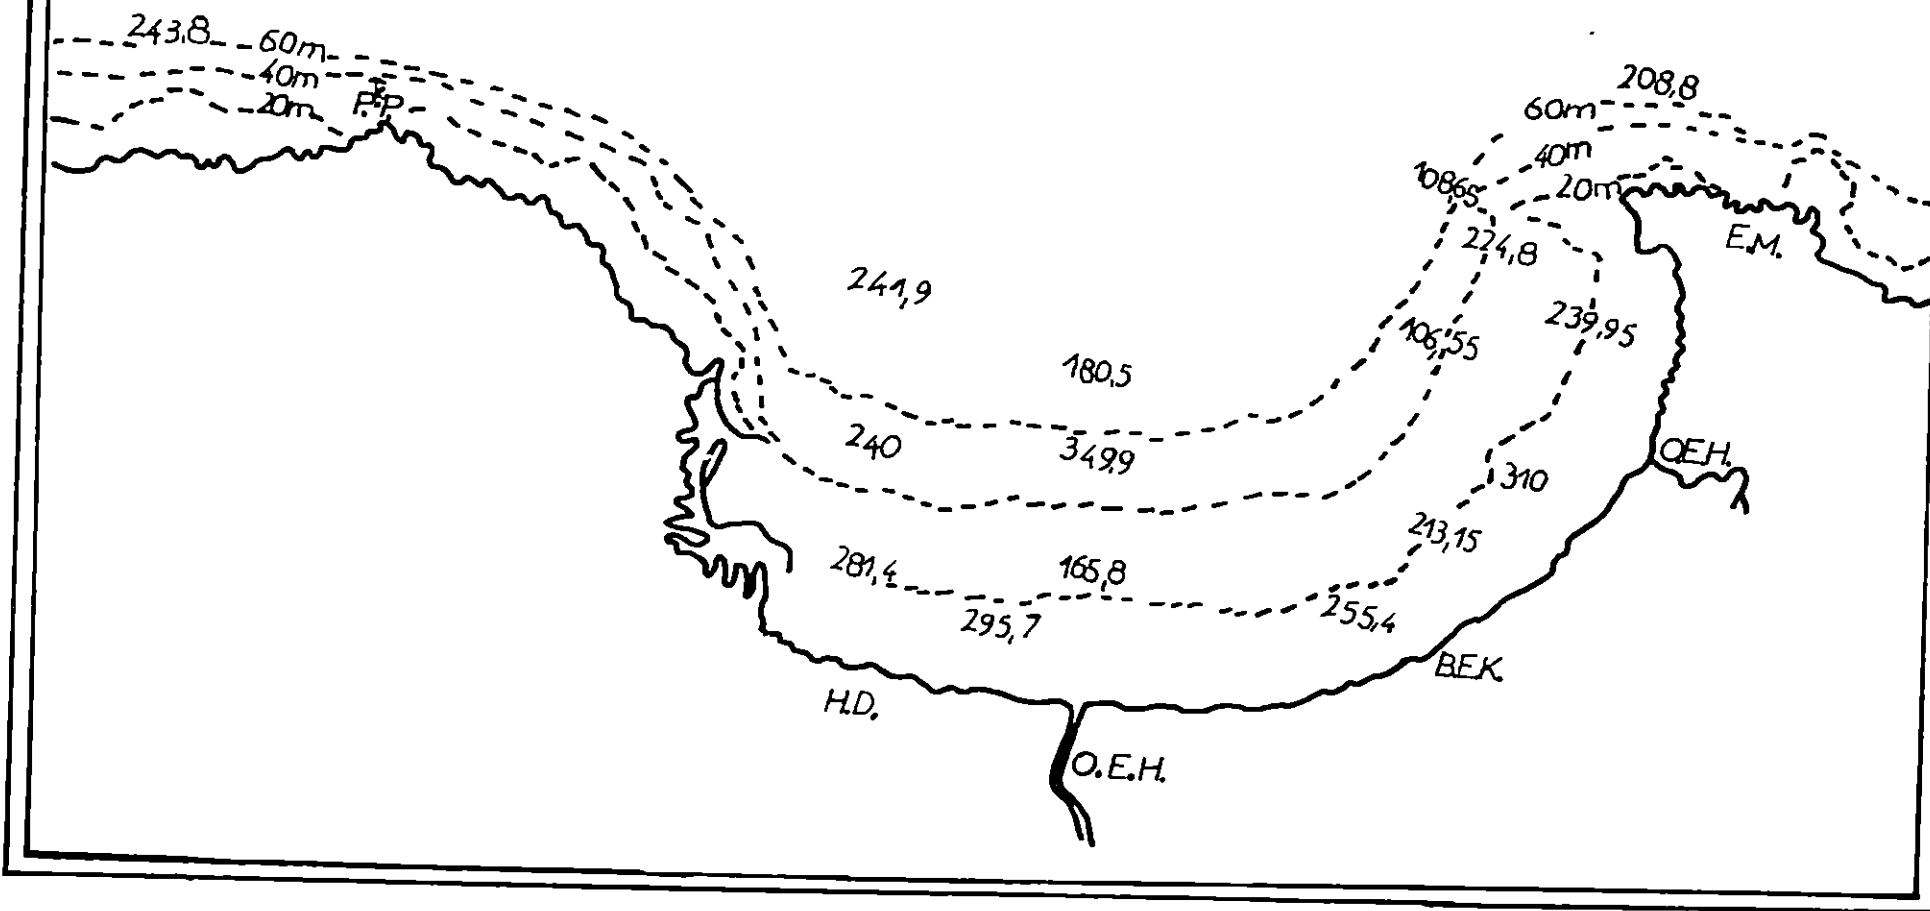 243,8
60m
40m
20m
P.P.
208,8
60m
40m
20m
E.M.
108,65
224,8
239,95
106,55
241,9
180,5
240
349,9
310
O.E.H.
213,15
281,4
165,8
295,7
255,4
B.E.K.
H.D.
O.E.H.